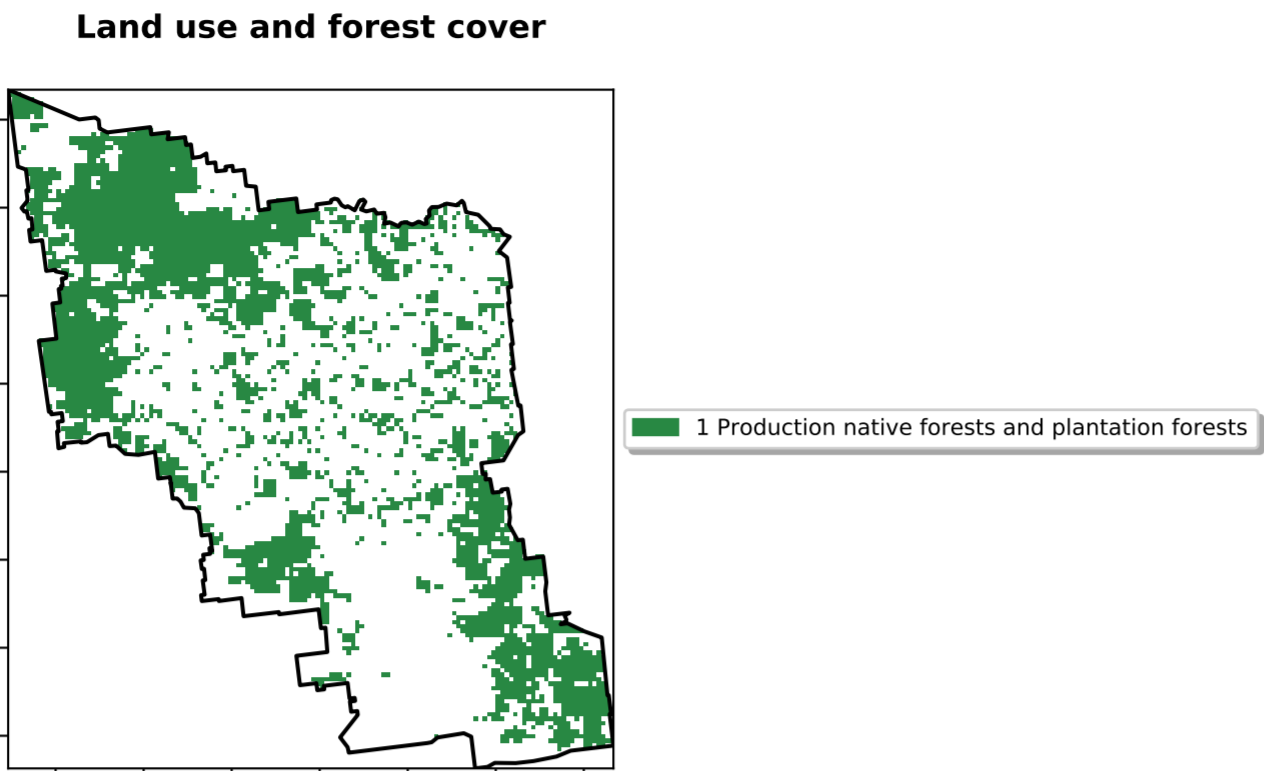 Land use and forest cover
1 Production native forests and plantation forests